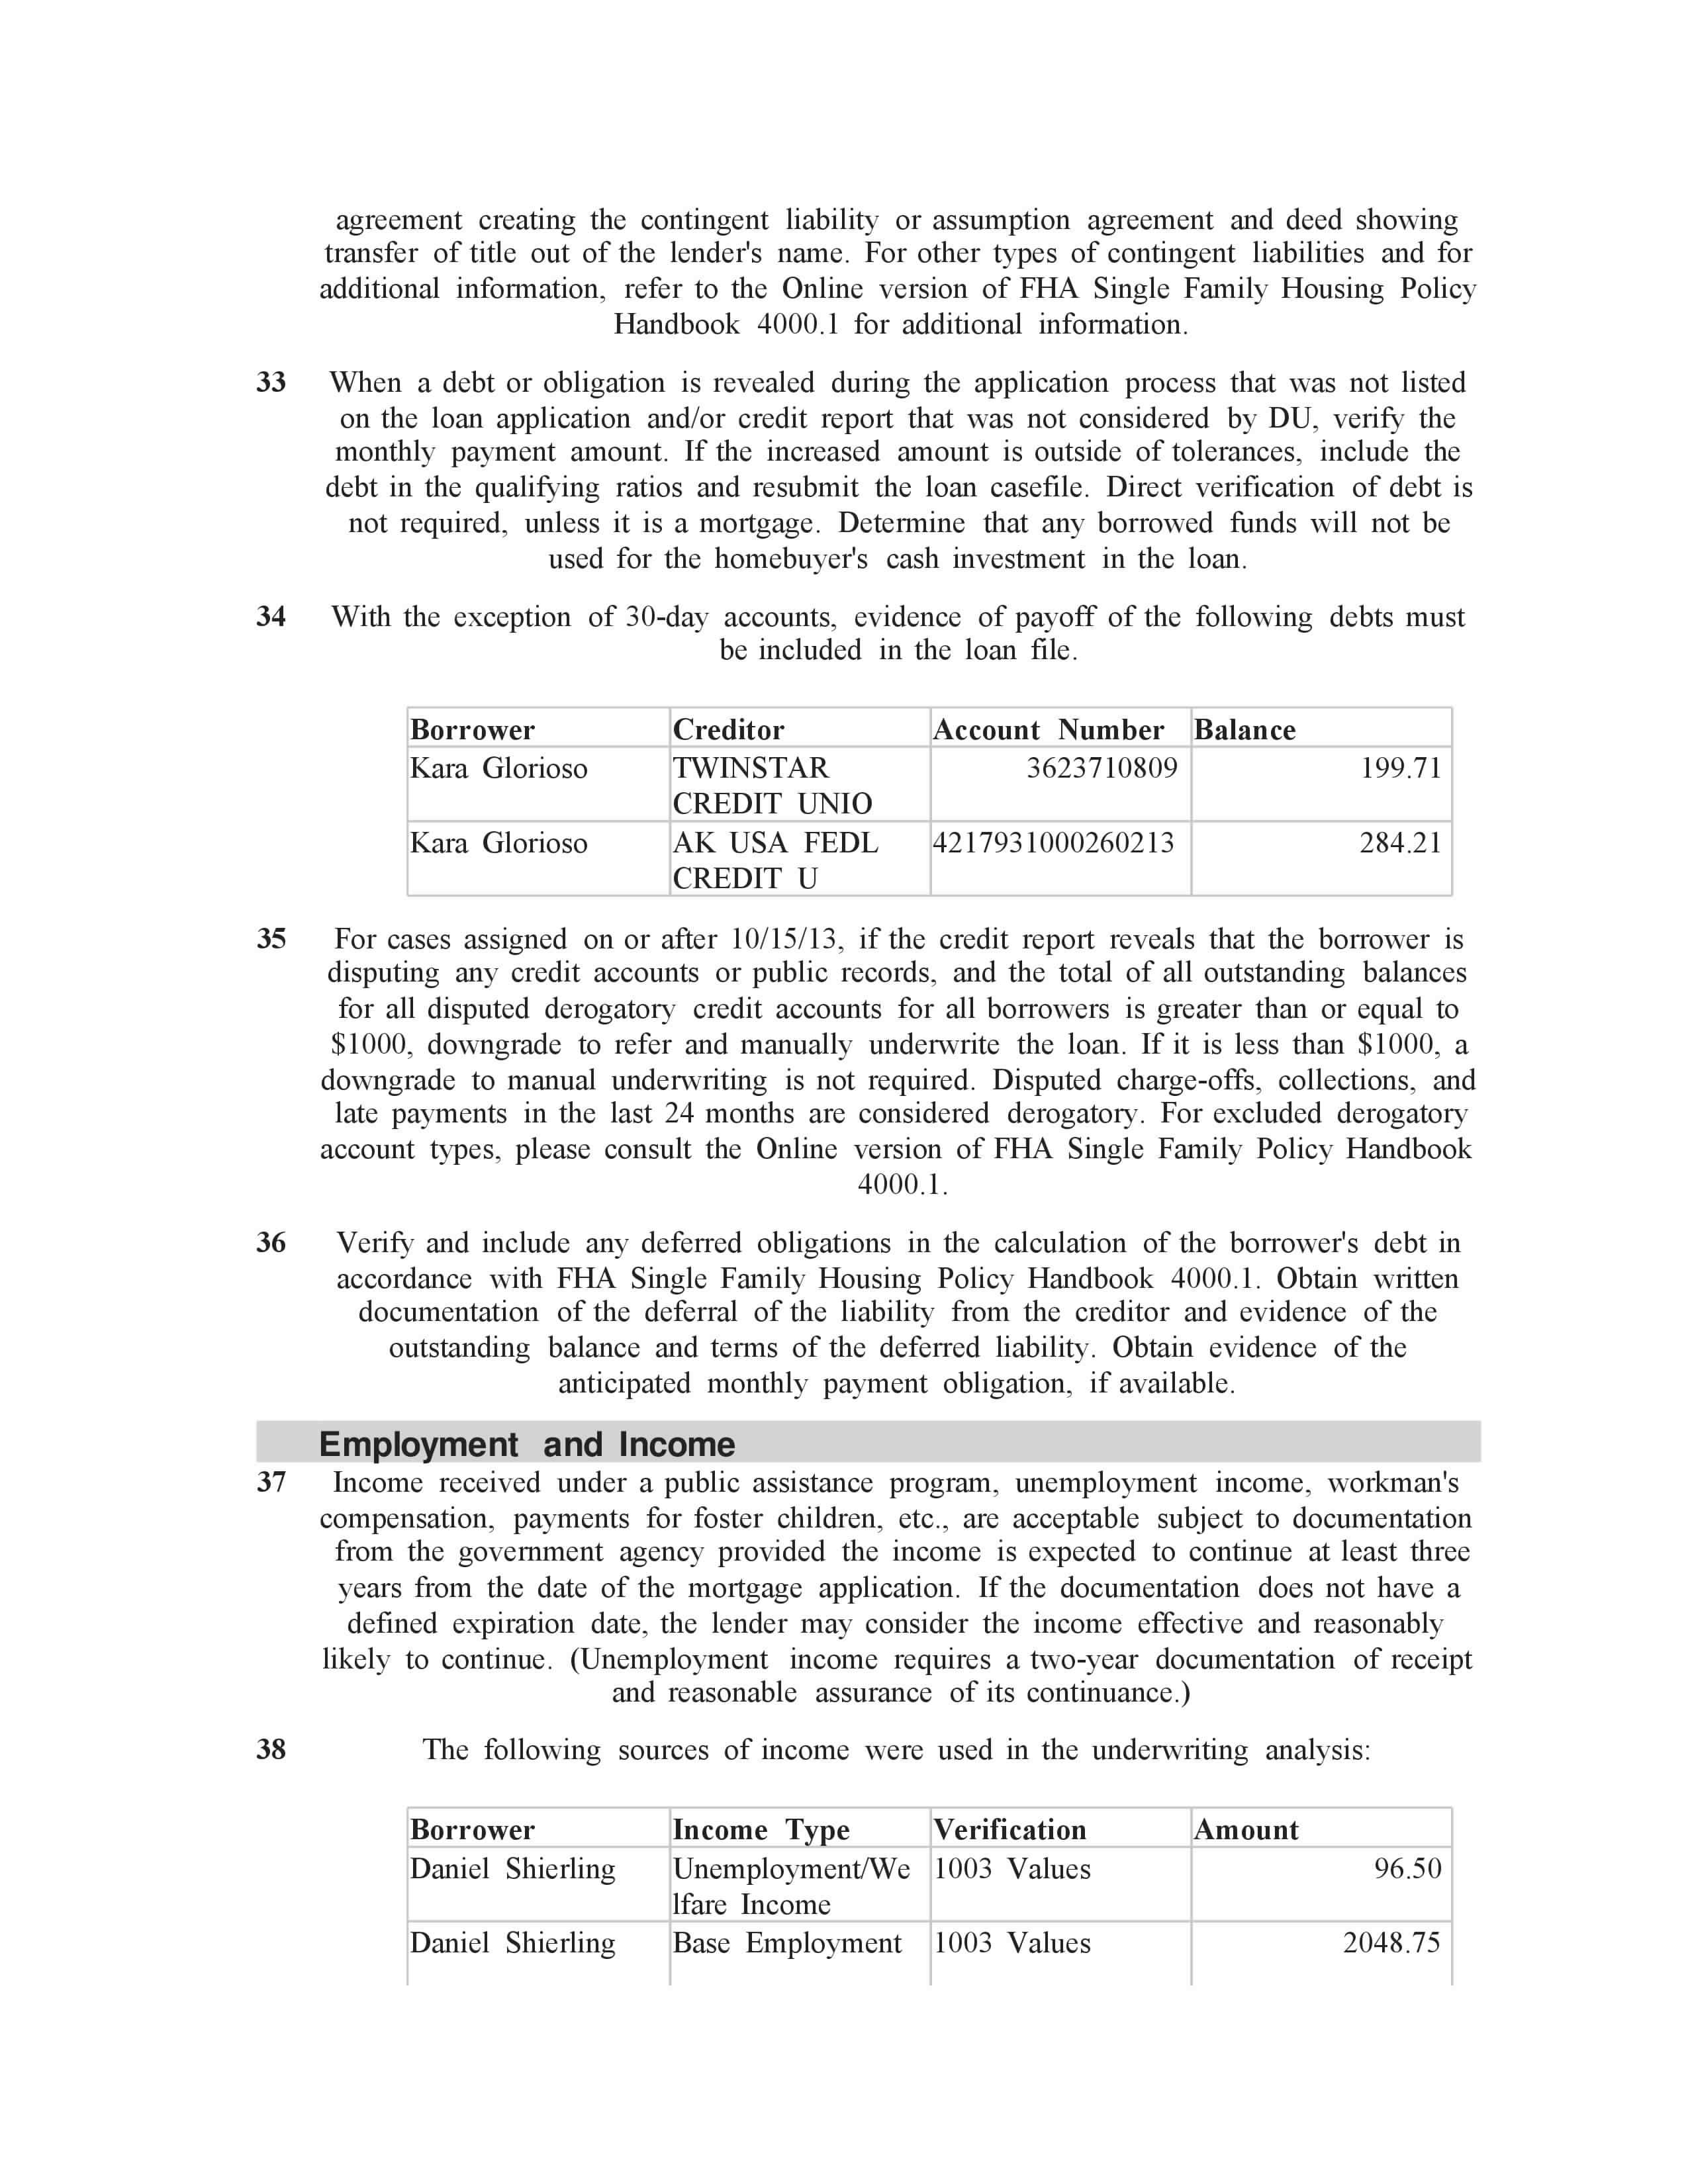 agreement creating the contingent liability or assumption agreement and deed showing
transfer of title out of the lender's name. For other types of contingent liabilities and for
additional information, refer to the Online version of FHA Single Family Housing Policy
Handbook 4000.1 for additional information.
33 When a debt or obligation is revealed during the application process that was not listed
on the loan application and/or credit report that was not considered by DU, verify the
monthly payment amount. If the increased amount is outside of tolerances, include the
debt in the qualifying ratios and resubmit the loan casefile. Direct verification of debt is
not required, unless it is a mortgage. Determine that any borrowed funds will not be
used for the homebuyer's cash investment in the loan.
34 With the exception of 30-day accounts, evidence of payoff of the following debts must
be included in the loan file.
Borrower Creditor Account Number Balance
Kara Glorioso TWINSTAR 3623710809 199.71
CREDIT UNIO
Kara Glorioso AK USA FEDL 4217931000260213 284.21
CREDIT U
35 For cases assigned on or after 10/15/13, if the credit report reveals that the borrower is
disputing any credit accounts or public records, and the total of all outstanding balances
for all disputed derogatory credit accounts for all borrowers is greater than or equal to
$1000, downgrade to refer and manually underwrite the loan. If it is less than $1000, a
downgrade to manual underwriting is not required. Disputed charge-offs, collections, and
late payments in the last 24 months are considered derogatory. For excluded derogatory
account types, please consult the Online version of FHA Single Family Policy Handbook
4000.1.
36 Verify and include any deferred obligations in the calculation of the borrower's debt in
accordance with FHA Single Family Housing Policy Handbook 4000.1. Obtain written
documentation of the deferral of the liability from the creditor and evidence of the
outstanding balance and terms of the deferred liability. Obtain evidence of the
anticipated monthly payment obligation, if available.
Employment and Income
37 Income received under a public assistance program, unemployment income, workman's
compensation, payments for foster children, etc., are acceptable subject to documentation
from the government agency provided the income is expected to continue at least three
years from the date of the mortgage application. If the documentation does not have a
defined expiration date, the lender may consider the income effective and reasonably
likely to continue. (Unemployment income requires a two-year documentation of receipt
and reasonable assurance of its continuance.)
38 The following sources of income were used in the underwriting analysis:
Borrower Income Type Verification Amount
Daniel Shierling Unemployment/We 1003 Values 96.50
lfare Income
Daniel Shierling Base Employment 1003 Values 2048.75